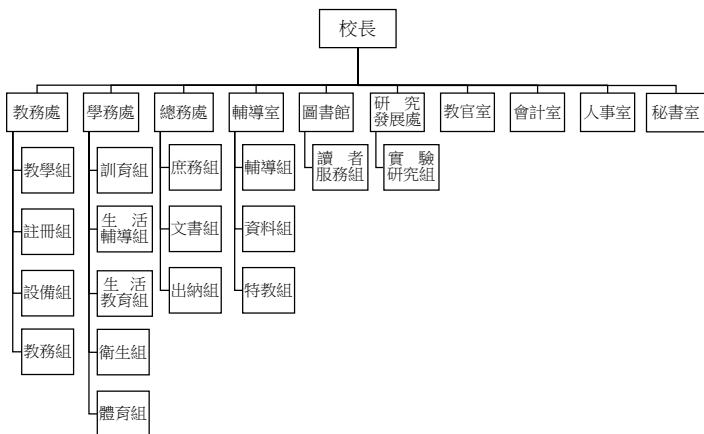 校長
教務處
學務處
總務處
輔導室
圖書館
研究
發展處
教官室
會計室
人事室
秘書室
教學組
註冊組
設備組
教務組
訓育組
生活
輔導組
生活
教育組
衛生組
體育組
庶務組
文書組
出納組
輔導組
資料組
特教組
讀者
服務組
實驗
研究組